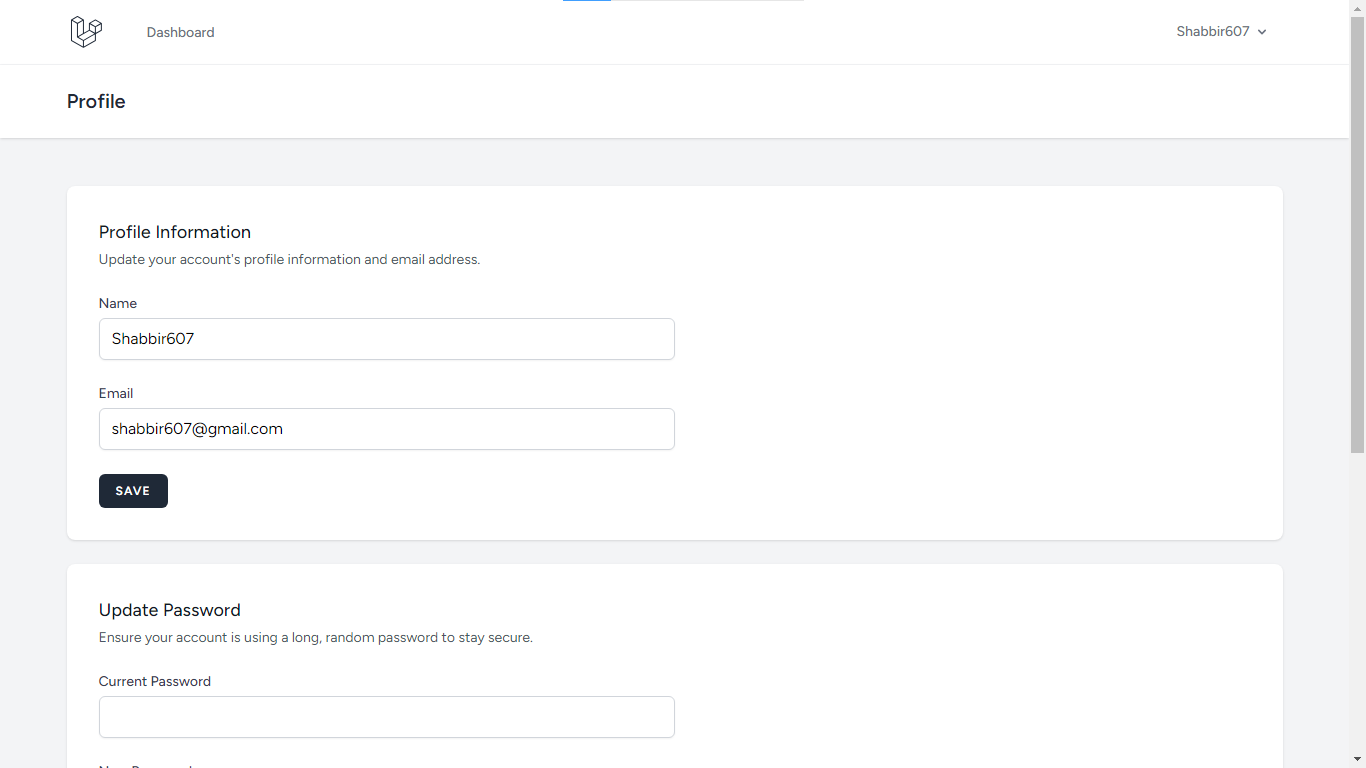 Dashboard
Shabbir607
Profile
Profile Information
Update your account's profile information and email address.
Name
Shabbir607
Email
shabbir607@gmail.com
SAVE
Update Password
Ensure your account is using a long, random password to stay secure.
Current Password